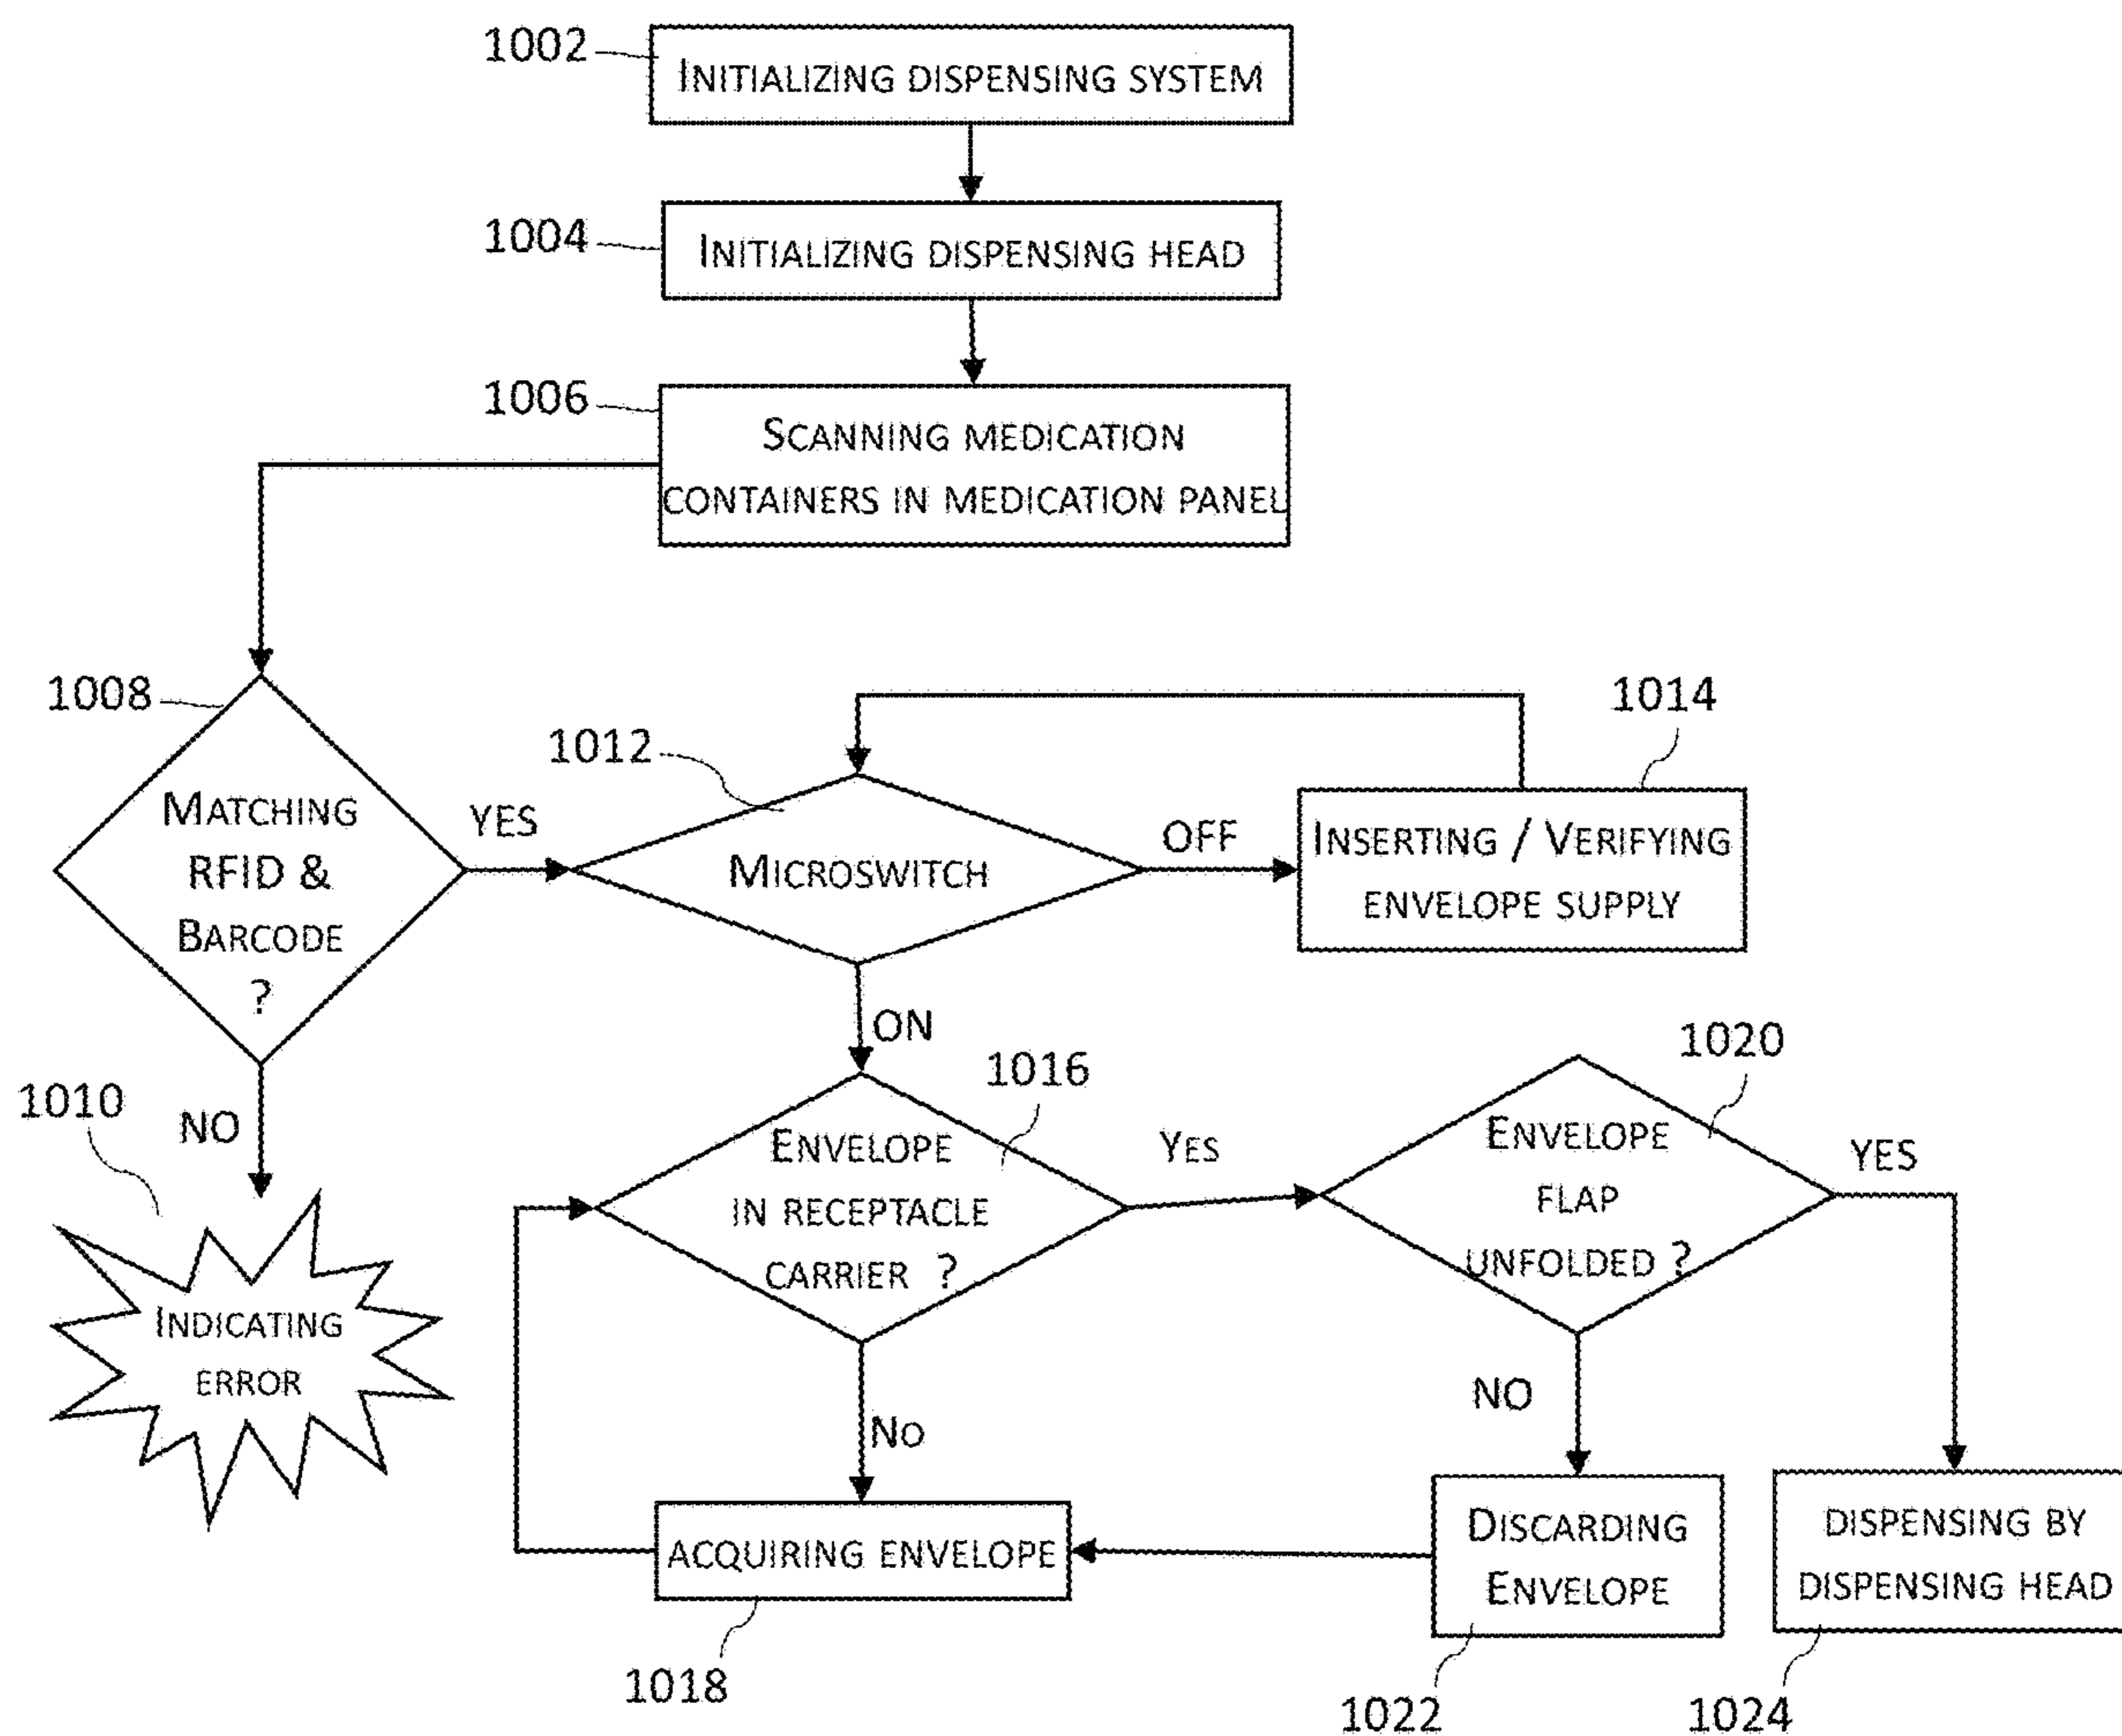 1002
INITIALIZING DISPENSING SYSTEM
1004
INITIALIZING DISPENSING HEAD
1006
SCANNING MEDICATION
CONTAINERS IN MEDICATION PANEL
1008
MATCHING
RFID &
BARCODE
?
YES
NO
1010
INDICATING
ERROR
1012
MICROSWITCH
OFF
ON
1014
INSERTING / VERIFYING
ENVELOPE SUPPLY
1016
ENVELOPE
IN RECEPTACLE
CARRIER ?
YES
NO
1018
ACQUIRING ENVELOPE
1020
ENVELOPE
FLAP
UNFOLDED ?
YES
NO
1022
DISCARDING
ENVELOPE
1024
DISPENSING BY
DISPENSING HEAD